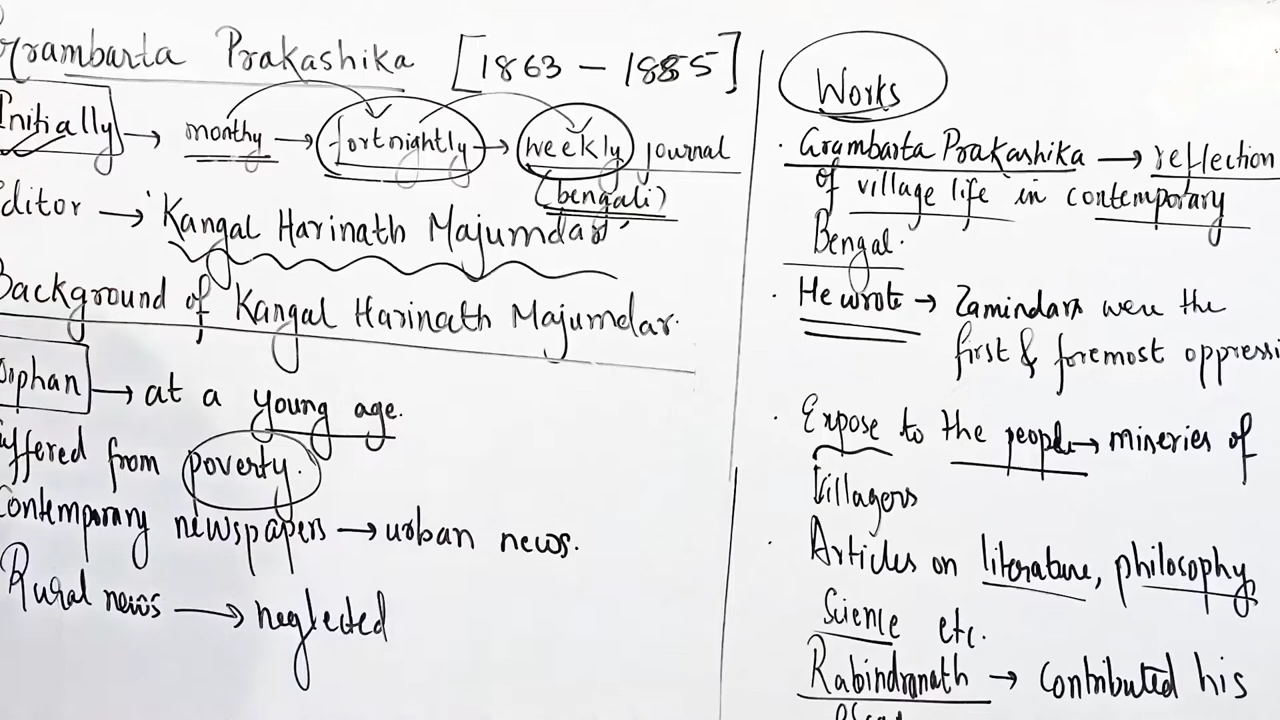 Grambarta Prakashika [1863 – 1885]
Initially → monthy → fortnightly → weekly journal
(bengali)
Editor → 'Kangal Harinath Majumdar'
Background of Kangal Harinath Majumdar.
Orphan → at a young age.
Suffered from poverty.
Contemporary newspapers → urban news.
Rural news → neglected
Works
· Grambarta Prakashika → reflection
of village life in contemporary
Bengal.
· He wrote → Zamindars were the
first & foremost oppressi
· Expose to the people → miseries of
Villagers
· Articles on literature, philosophy,
Science etc.
Rabindranath → contributed his